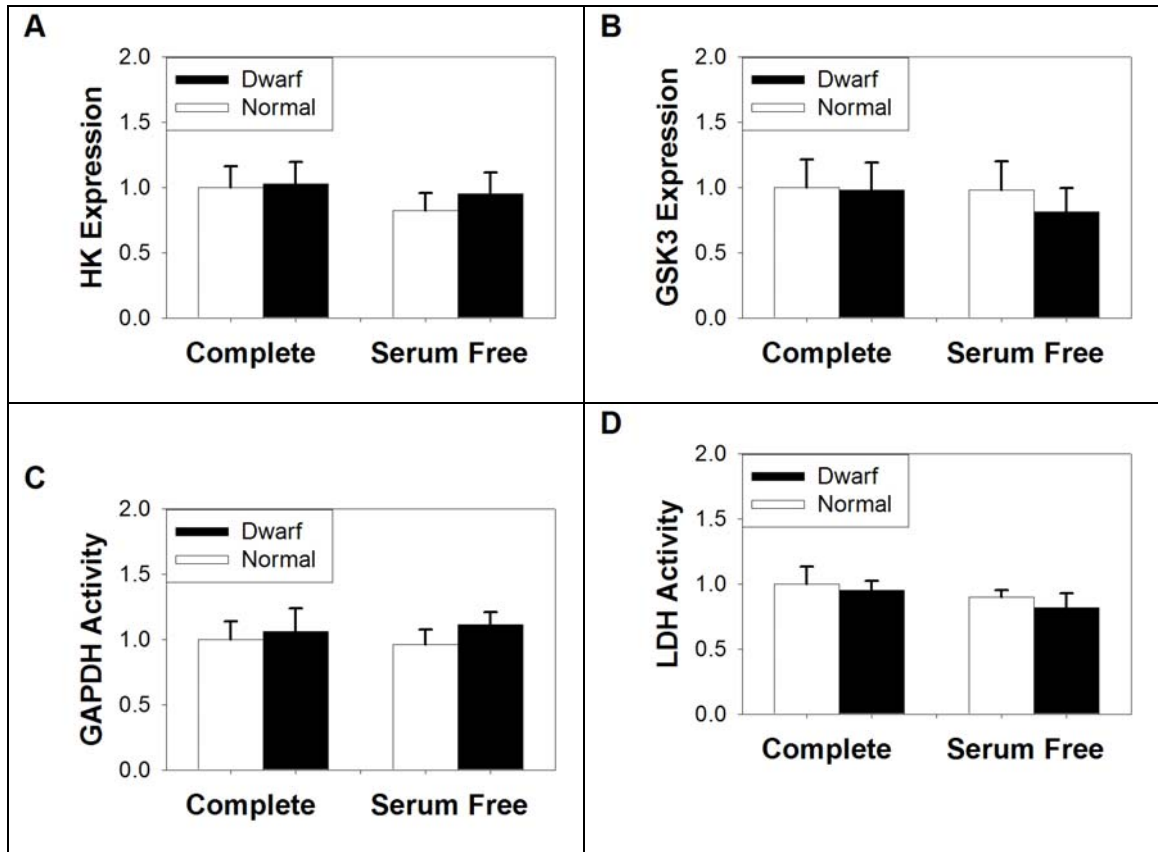 A
HK Expression
2.0
1.5
1.0
0.5
0.0
Dwarf
Normal
Complete Serum Free
B
GSK3 Expression
2.0
1.5
1.0
0.5
0.0
Dwarf
Normal
Complete Serum Free
C
GAPDH Activity
2.0
1.5
1.0
0.5
0.0
Dwarf
Normal
Complete Serum Free
D
LDH Activity
2.0
1.5
1.0
0.5
0.0
Dwarf
Normal
Complete Serum Free